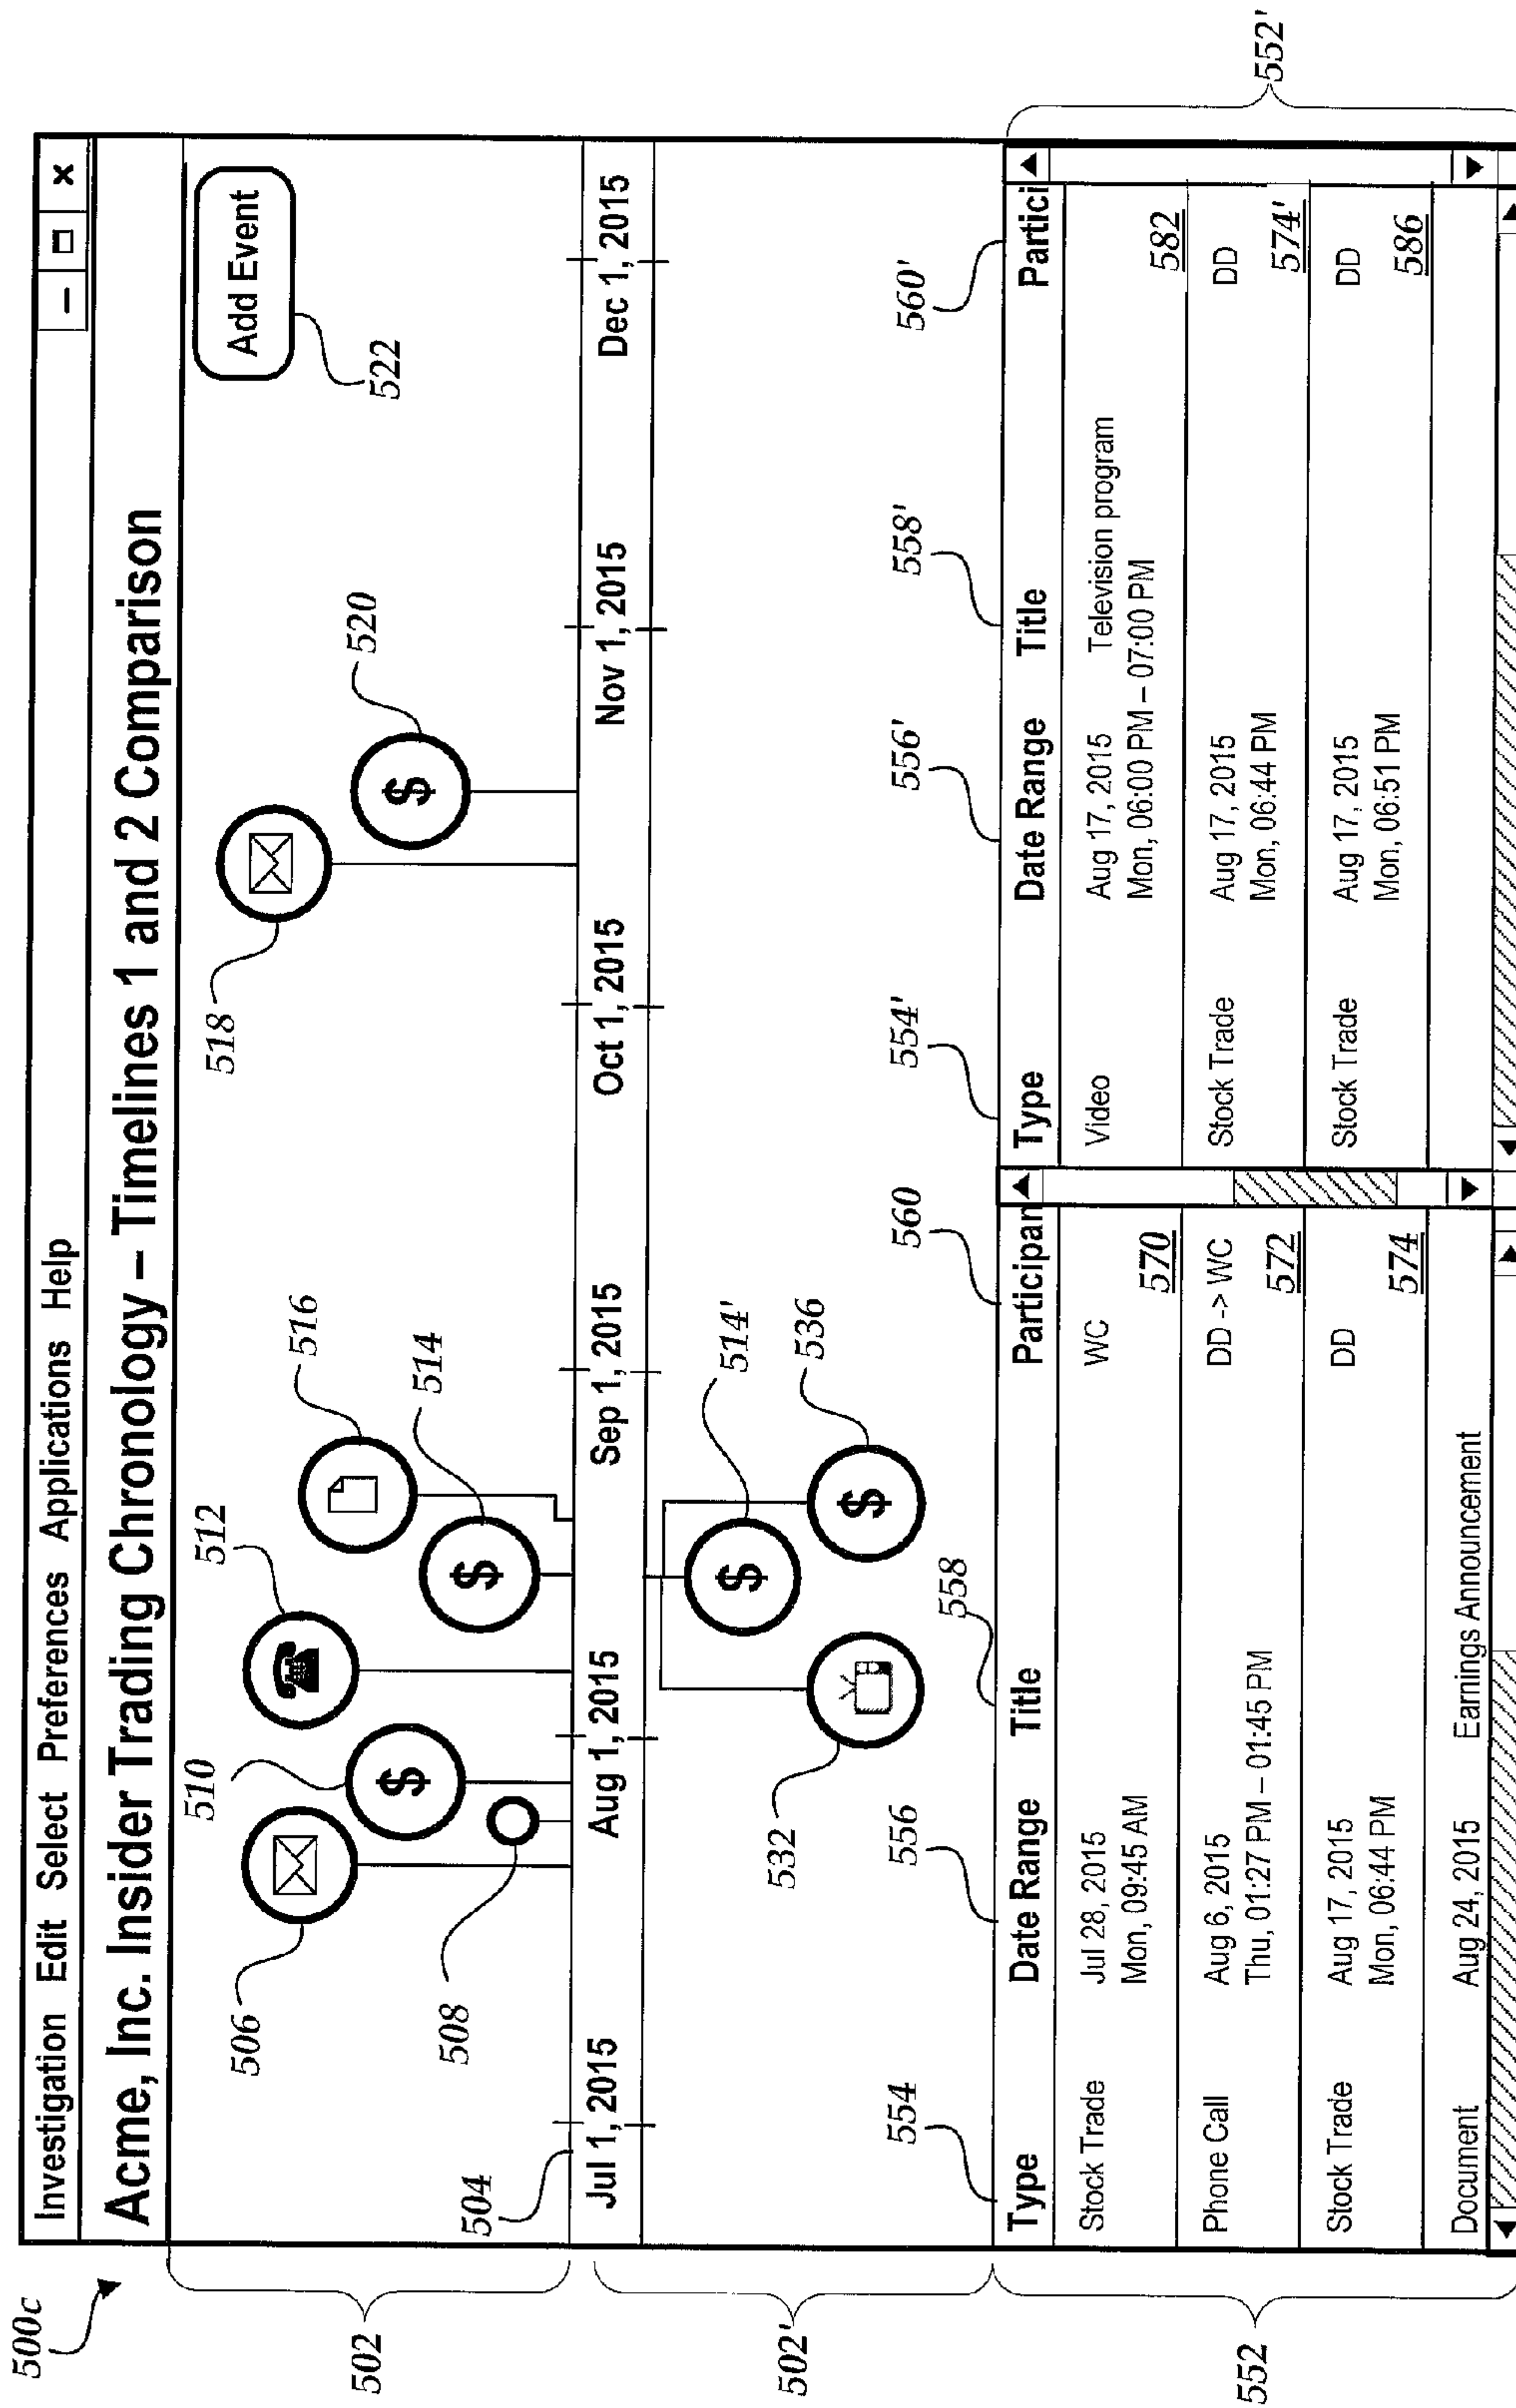 500c
Investigation Edit Select Preferences Applications Help
Acme, Inc. Insider Trading Chronology – Timelines 1 and 2 Comparison
502
Add Event
522
506
508
510
512
514
516
518
520
504
Jul 1, 2015 Aug 1, 2015 Sep 1, 2015 Oct 1, 2015 Nov 1, 2015 Dec 1, 2015
502'
532
514'
536
552
554
556
558
560
Type Date Range Title Participan
Stock Trade Jul 28, 2015 WC
Mon, 09:45 AM 570
Phone Call Aug 6, 2015 DD -> WC
Thu, 01:27 PM – 01:45 PM 572
Stock Trade Aug 17, 2015 DD
Mon, 06:44 PM 574
Document Aug 24, 2015 Earnings Announcement
552'
554'
556'
558'
560'
Type Date Range Title Partici
Video Aug 17, 2015 Television program
Mon, 06:00 PM – 07:00 PM 582
Stock Trade Aug 17, 2015 DD
Mon, 06:44 PM 574'
Stock Trade Aug 17, 2015 DD
Mon, 06:51 PM 586